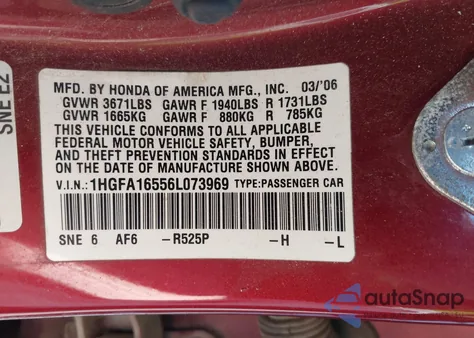 SNE E2
MFD. BY HONDA OF AMERICA MFG., INC. 03/'06
GVWR 3671LBS GAWR F 1940LBS R 1731LBS
GVWR 1665KG GAWR F 880KG R 785KG
THIS VEHICLE CONFORMS TO ALL APPLICABLE
FEDERAL MOTOR VEHICLE SAFETY, BUMPER,
AND THEFT PREVENTION STANDARDS IN EFFECT
ON THE DATE OF MANUFACTURE SHOWN ABOVE.
V.I.N.: 1HGFA16556L073969 TYPE:PASSENGER CAR
SNE 6 AF6 –R525P –H –L
autoSnap